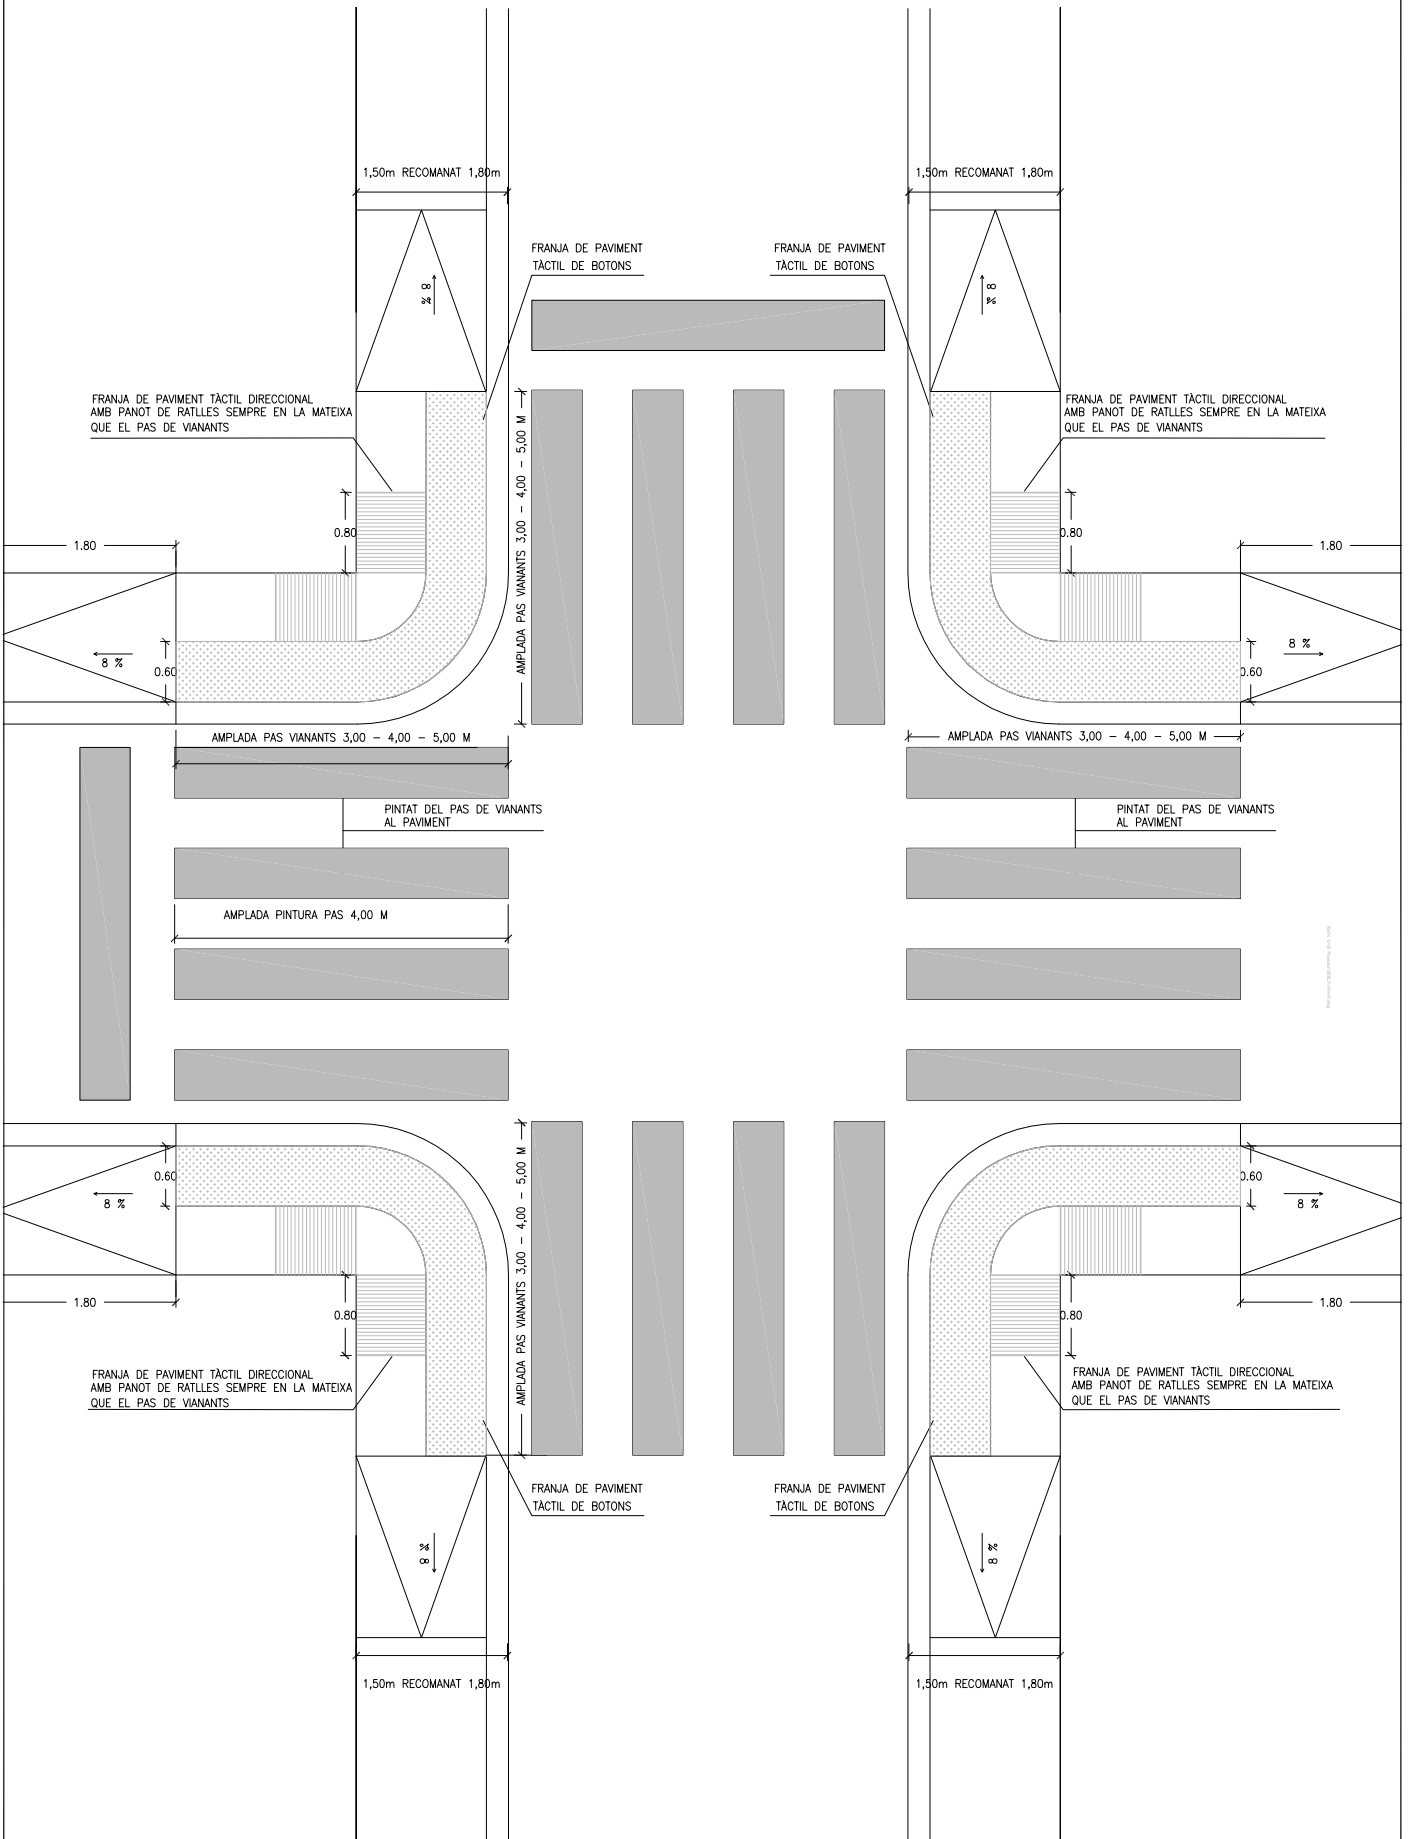 1,50m RECOMANAT 1,80m
1,50m RECOMANAT 1,80m
FRANJA DE PAVIMENT
TÀCTIL DE BOTONS
FRANJA DE PAVIMENT
TÀCTIL DE BOTONS
8 %
8 %
FRANJA DE PAVIMENT TÀCTIL DIRECCIONAL
AMB PANOT DE RATLLES SEMPRE EN LA MATEIXA
QUE EL PAS DE VIANANTS
FRANJA DE PAVIMENT TÀCTIL DIRECCIONAL
AMB PANOT DE RATLLES SEMPRE EN LA MATEIXA
QUE EL PAS DE VIANANTS
AMPLADA PAS VIANANTS 3,00 - 4,00 - 5,00 M
0.80
0.80
1.80
1.80
8 %
8 %
0.60
0.60
AMPLADA PAS VIANANTS 3,00 - 4,00 - 5,00 M
AMPLADA PAS VIANANTS 3,00 - 4,00 - 5,00 M
PINTAT DEL PAS DE VIANANTS
AL PAVIMENT
PINTAT DEL PAS DE VIANANTS
AL PAVIMENT
AMPLADA PINTURA PAS 4,00 M
0.60
0.60
8 %
8 %
AMPLADA PAS VIANANTS 3,00 - 4,00 - 5,00 M
1.80
1.80
0.80
0.80
FRANJA DE PAVIMENT TÀCTIL DIRECCIONAL
AMB PANOT DE RATLLES SEMPRE EN LA MATEIXA
QUE EL PAS DE VIANANTS
FRANJA DE PAVIMENT TÀCTIL DIRECCIONAL
AMB PANOT DE RATLLES SEMPRE EN LA MATEIXA
QUE EL PAS DE VIANANTS
FRANJA DE PAVIMENT
TÀCTIL DE BOTONS
FRANJA DE PAVIMENT
TÀCTIL DE BOTONS
8 %
8 %
1,50m RECOMANAT 1,80m
1,50m RECOMANAT 1,80m